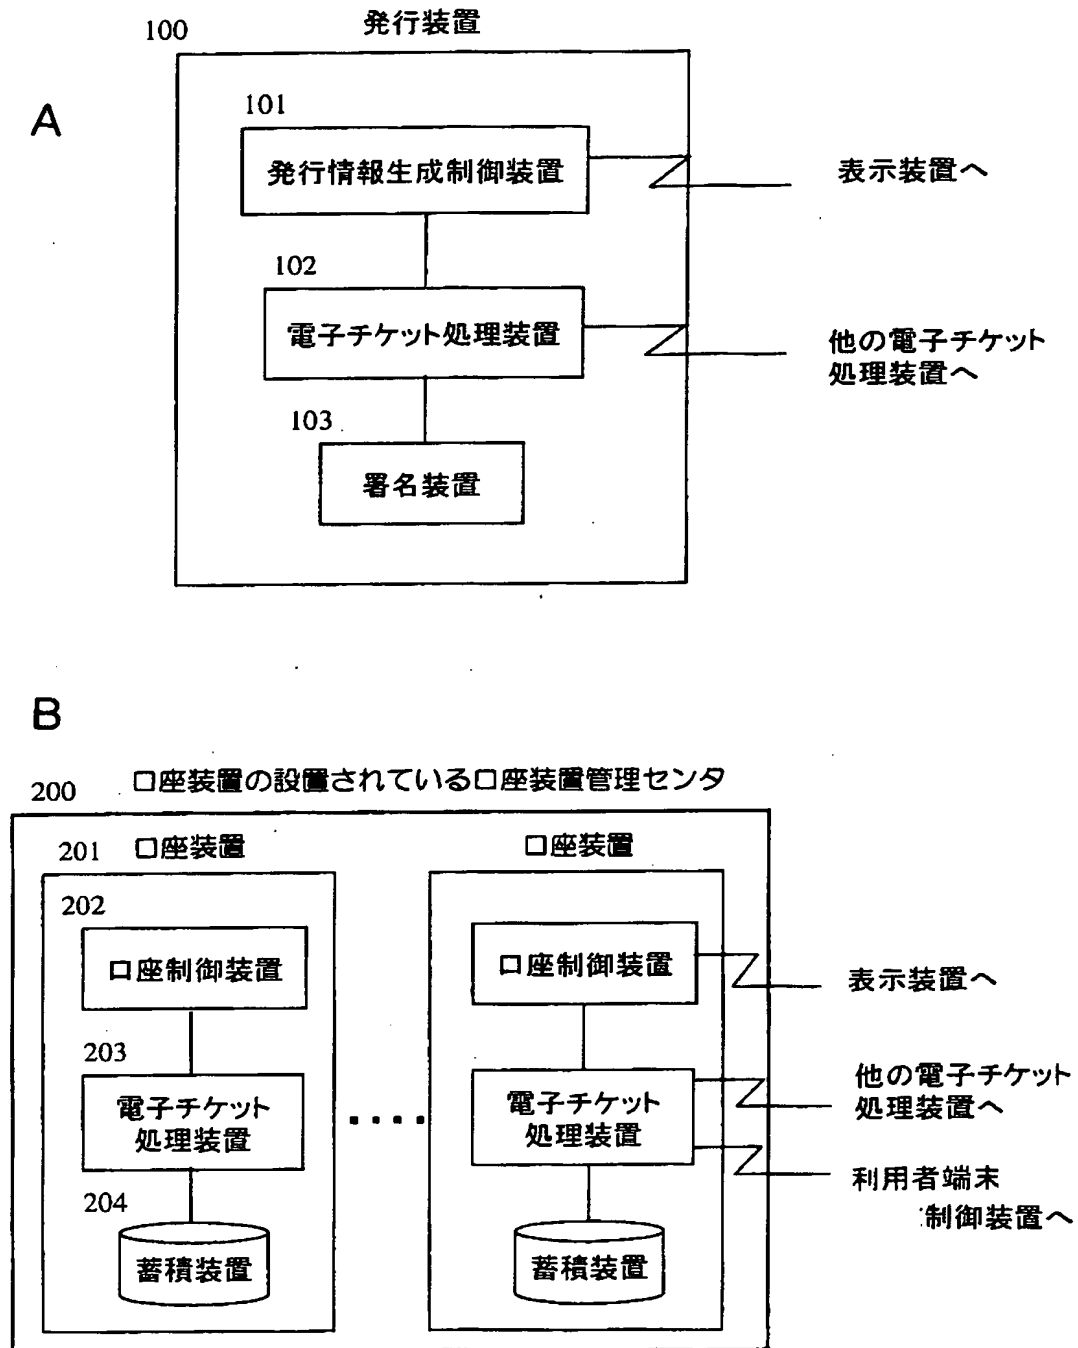 100
発行装置
A
101
発行情報生成制御装置
表示装置へ
102
電子チケット処理装置
他の電子チケット
処理装置へ
103
署名装置
B
200
口座装置の設置されている口座装置管理センタ
201
口座装置
口座装置
202
口座制御装置
口座制御装置
表示装置へ
203
電子チケット
処理装置
電子チケット
処理装置
他の電子チケット
処理装置へ
利用者端末
制御装置へ
204
蓄積装置
蓄積装置